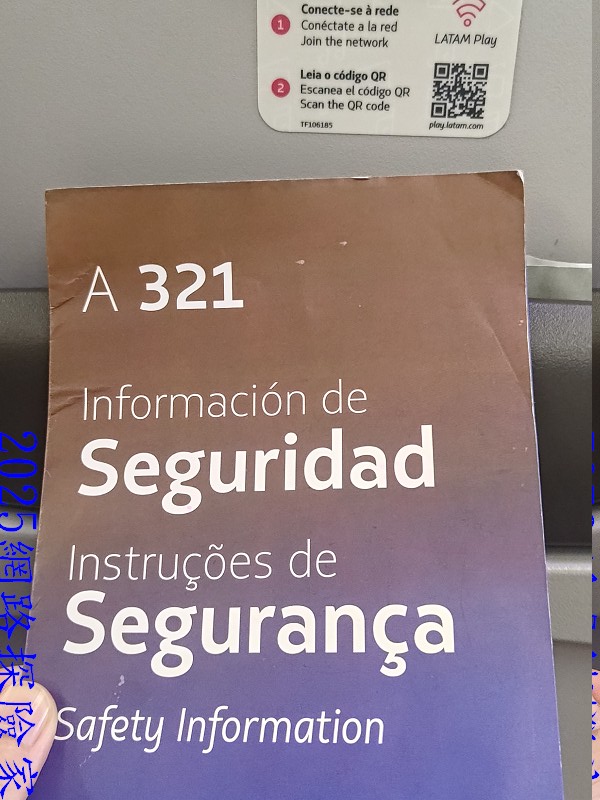 1 Conecte-se à rede
Conéctate a la red
Join the network
LATAM Play
2 Leia o código QR
Escanea el código QR
Scan the QR code
TF106185
play.latam.com
A 321
Información de
Seguridad
Instruções de
Segurança
Safety Information
2025網路探險家